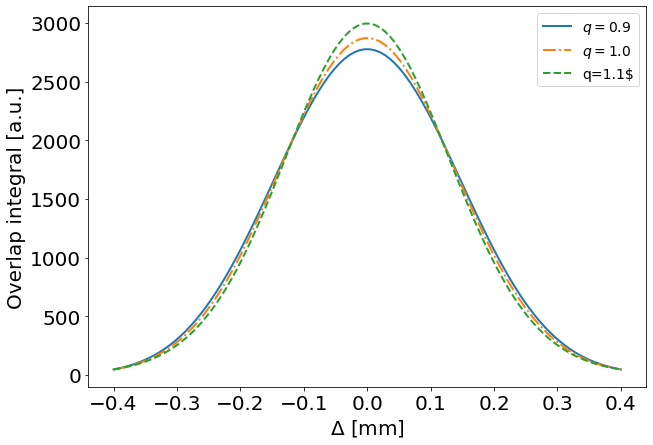 Overlap integral [a.u.]
3000
2500
2000
1500
1000
500
0
−0.4 −0.3 −0.2 −0.1 0.0 0.1 0.2 0.3 0.4
Δ [mm]
q = 0.9
q = 1.0
q=1.1$